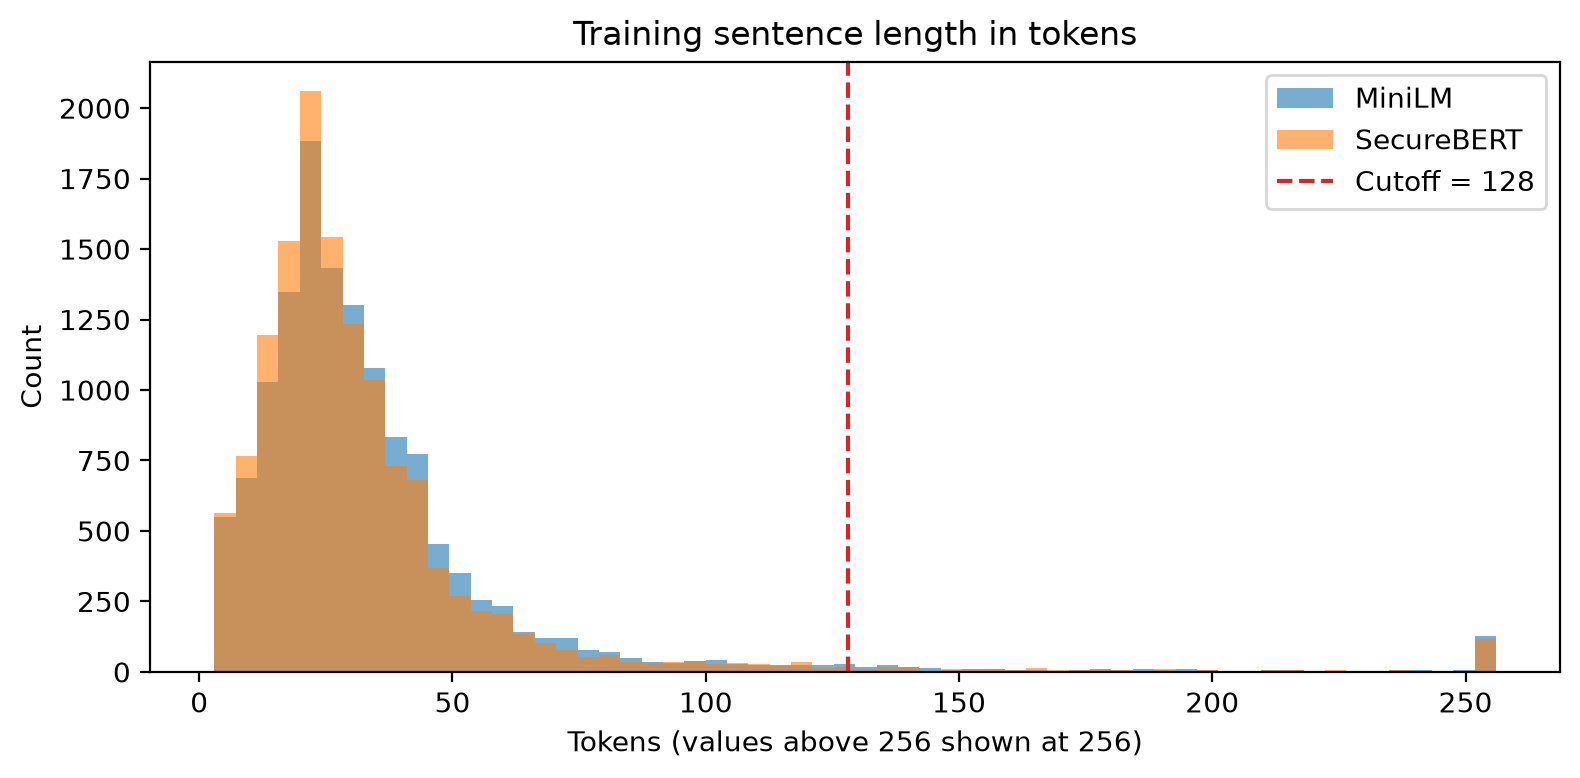 Training sentence length in tokens
MiniLM
SecureBERT
Cutoff = 128
Count
2000
1750
1500
1250
1000
750
500
250
0
0 50 100 150 200 250
Tokens (values above 256 shown at 256)